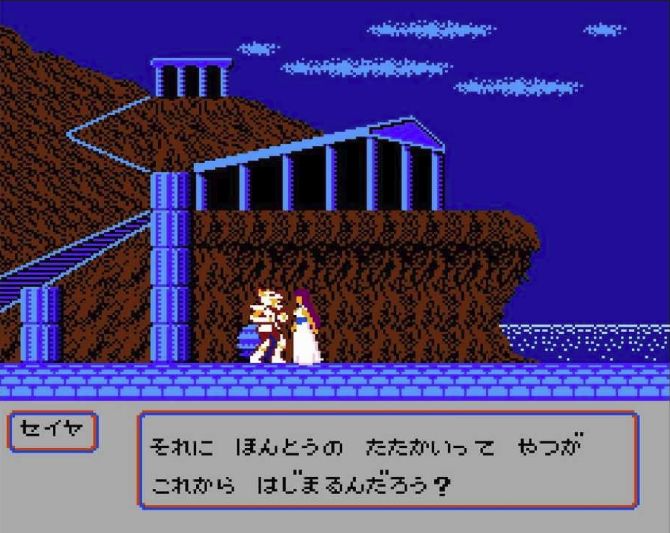 セイヤ
それに　ほんとうの　たたかいって　やつが
これから　はじまるんだろう？